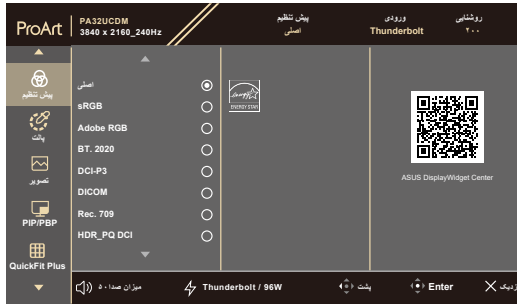 ProArt
PA32UCDM
3840 x 2160_240Hz
پیش تنظیم
اصلی
ورودی
Thunderbolt
روشنایی
۲۰۰
پیش تنظیم
پالت
تصویر
PIP/PBP
QuickFit Plus
اصلی
sRGB
Adobe RGB
BT. 2020
DCI-P3
DICOM
Rec. 709
HDR_PQ DCI
ENERGY STAR
ASUS DisplayWidget Center
میزان صدا ۵۰
Thunderbolt / 96W
پشت
Enter
زدیک